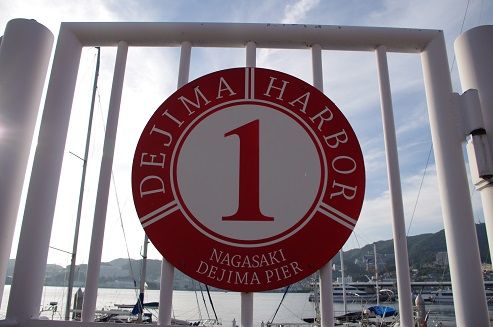 DEJIMA HARBOR
1
NAGASAKI
DEJIMA PIER